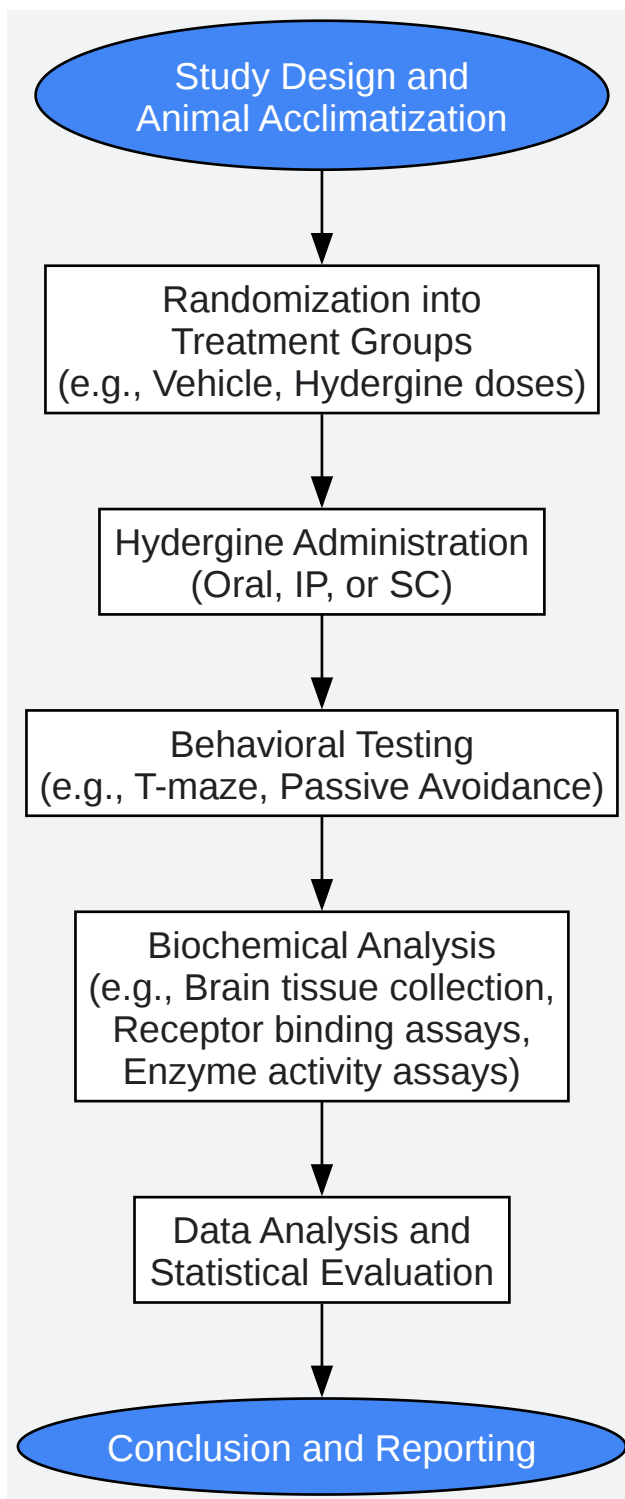 Study Design and
Animal Acclimatization
Randomization into
Treatment Groups
(e.g., Vehicle, Hydergine doses)
Hydergine Administration
(Oral, IP, or SC)
Behavioral Testing
(e.g., T-maze, Passive Avoidance)
Biochemical Analysis
(e.g., Brain tissue collection,
Receptor binding assays,
Enzyme activity assays)
Data Analysis and
Statistical Evaluation
Conclusion and Reporting